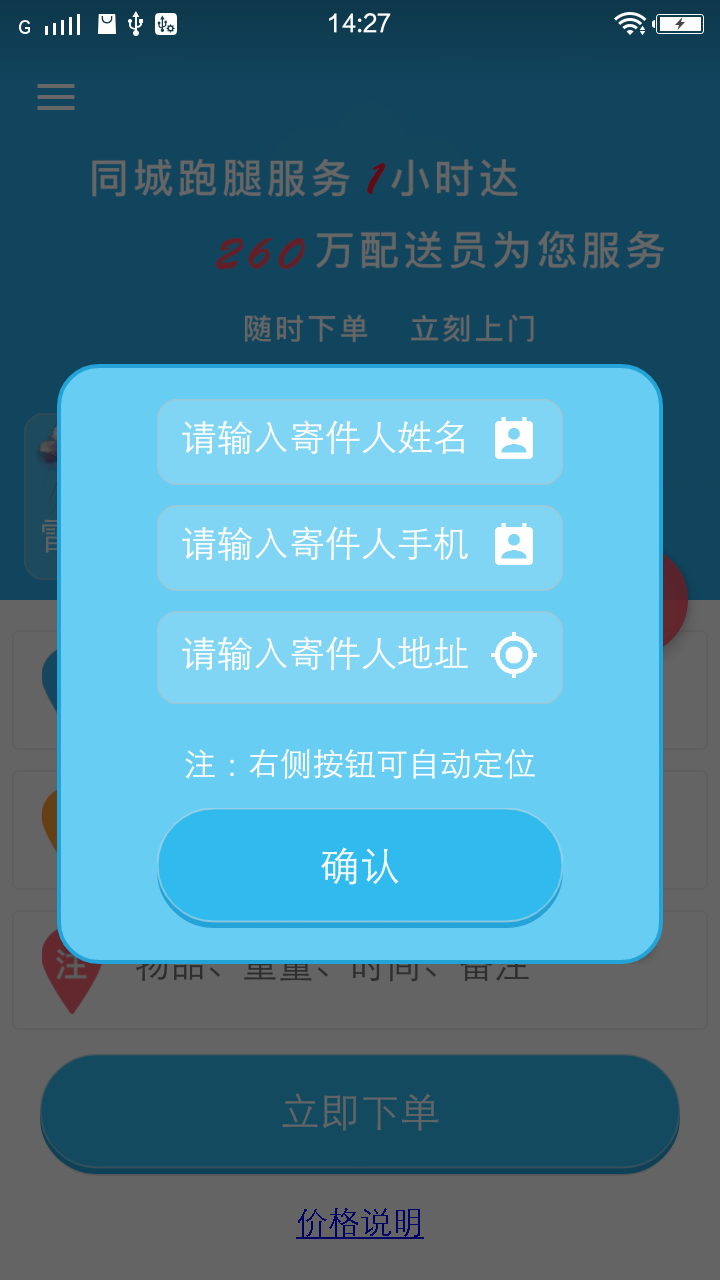 G
14:27
同城跑腿服务1小时达
260万配送员为您服务
随时下单 立刻上门
请输入寄件人姓名
请输入寄件人手机
请输入寄件人地址
注：右侧按钮可自动定位
确认
注 物品、重量、时间、备注
立即下单
价格说明